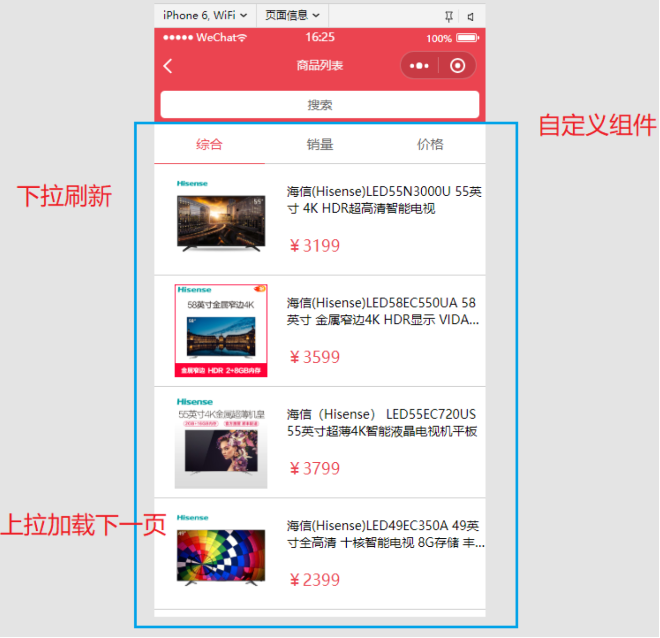 iPhone 6, WiFi
页面信息
WeChat
16:25
100%
商品列表
搜索
自定义组件
综合
销量
价格
下拉刷新
Hisense
55"
海信(Hisense)LED55N3000U 55英
寸 4K HDR超高清智能电视
￥3199
Hisense
58英寸金属窄边4K
58"
金属窄边 HDR 2+8GB内存
海信(Hisense)LED58EC550UA 58
英寸 金属窄边4K HDR显示 VIDA...
￥3599
Hisense
55英寸4K金属超薄机皇
海信（Hisense） LED55EC720US
55英寸超薄4K智能液晶电视机平板
￥3799
上拉加载下一页
Hisense
海信(Hisense)LED49EC350A 49英
寸全高清 十核智能电视 8G存储 丰...
￥2399